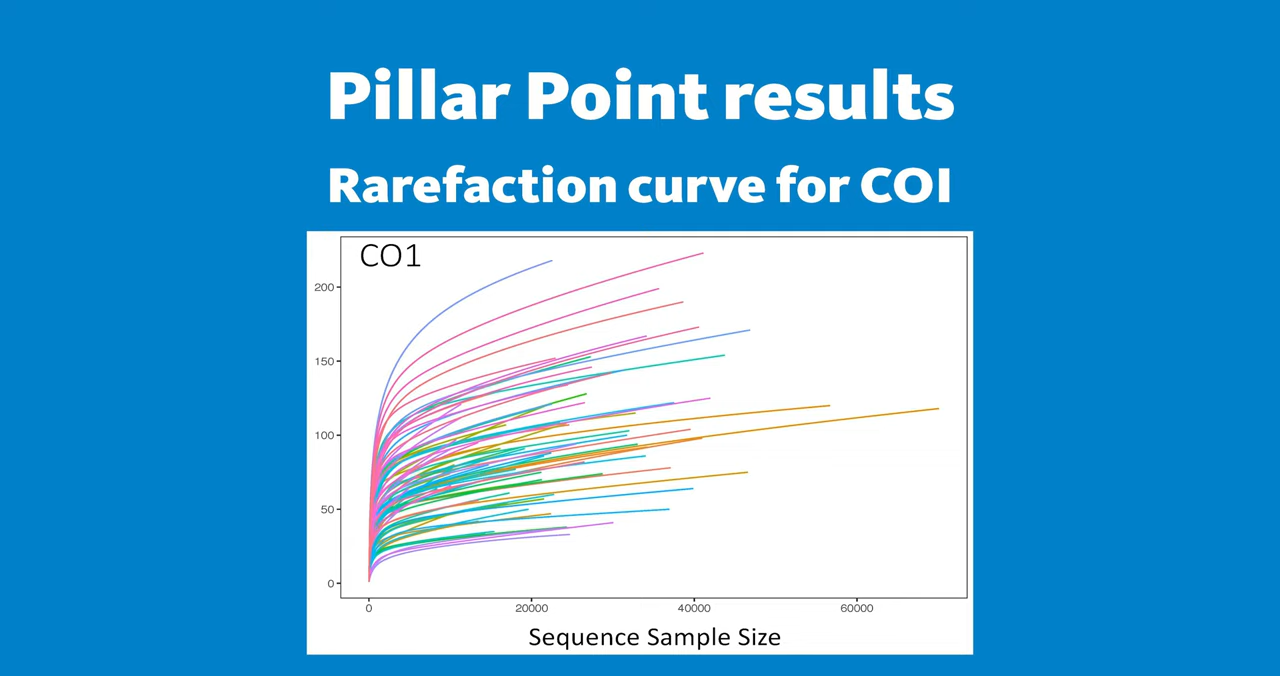 Pillar Point results
Rarefaction curve for COI
CO1
200
150
100
50
0
0 20000 40000 60000
Sequence Sample Size